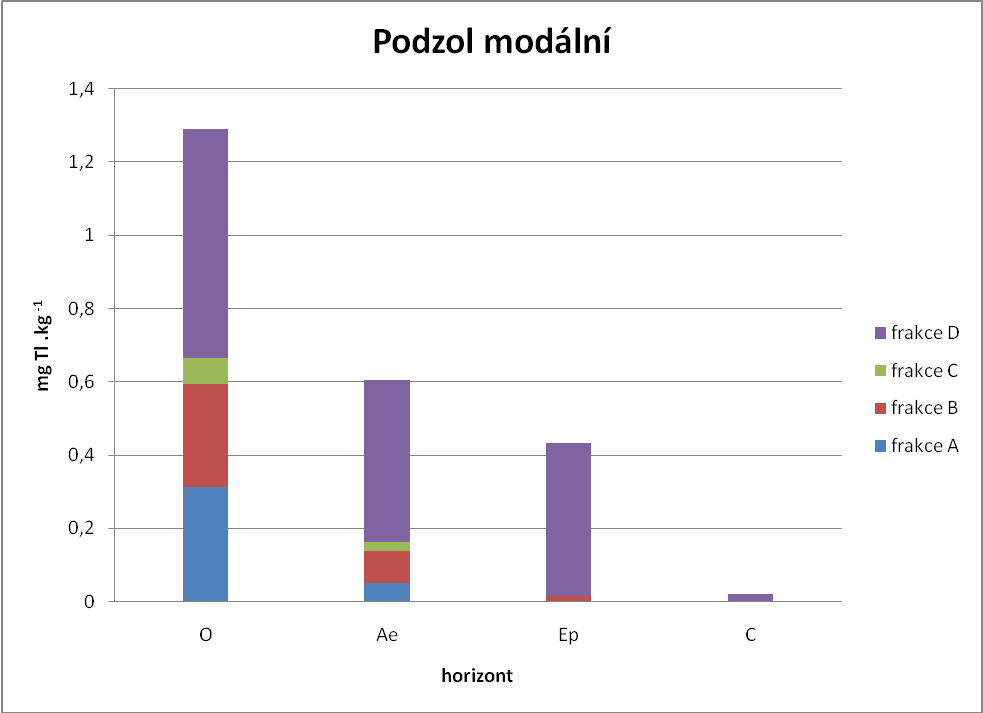 Podzol modální
1,4
1,2
1
0,8
0,6
0,4
0,2
0
mg Tl .kg -1
O Ae Ep C
horizont
frakce D
frakce C
frakce B
frakce A